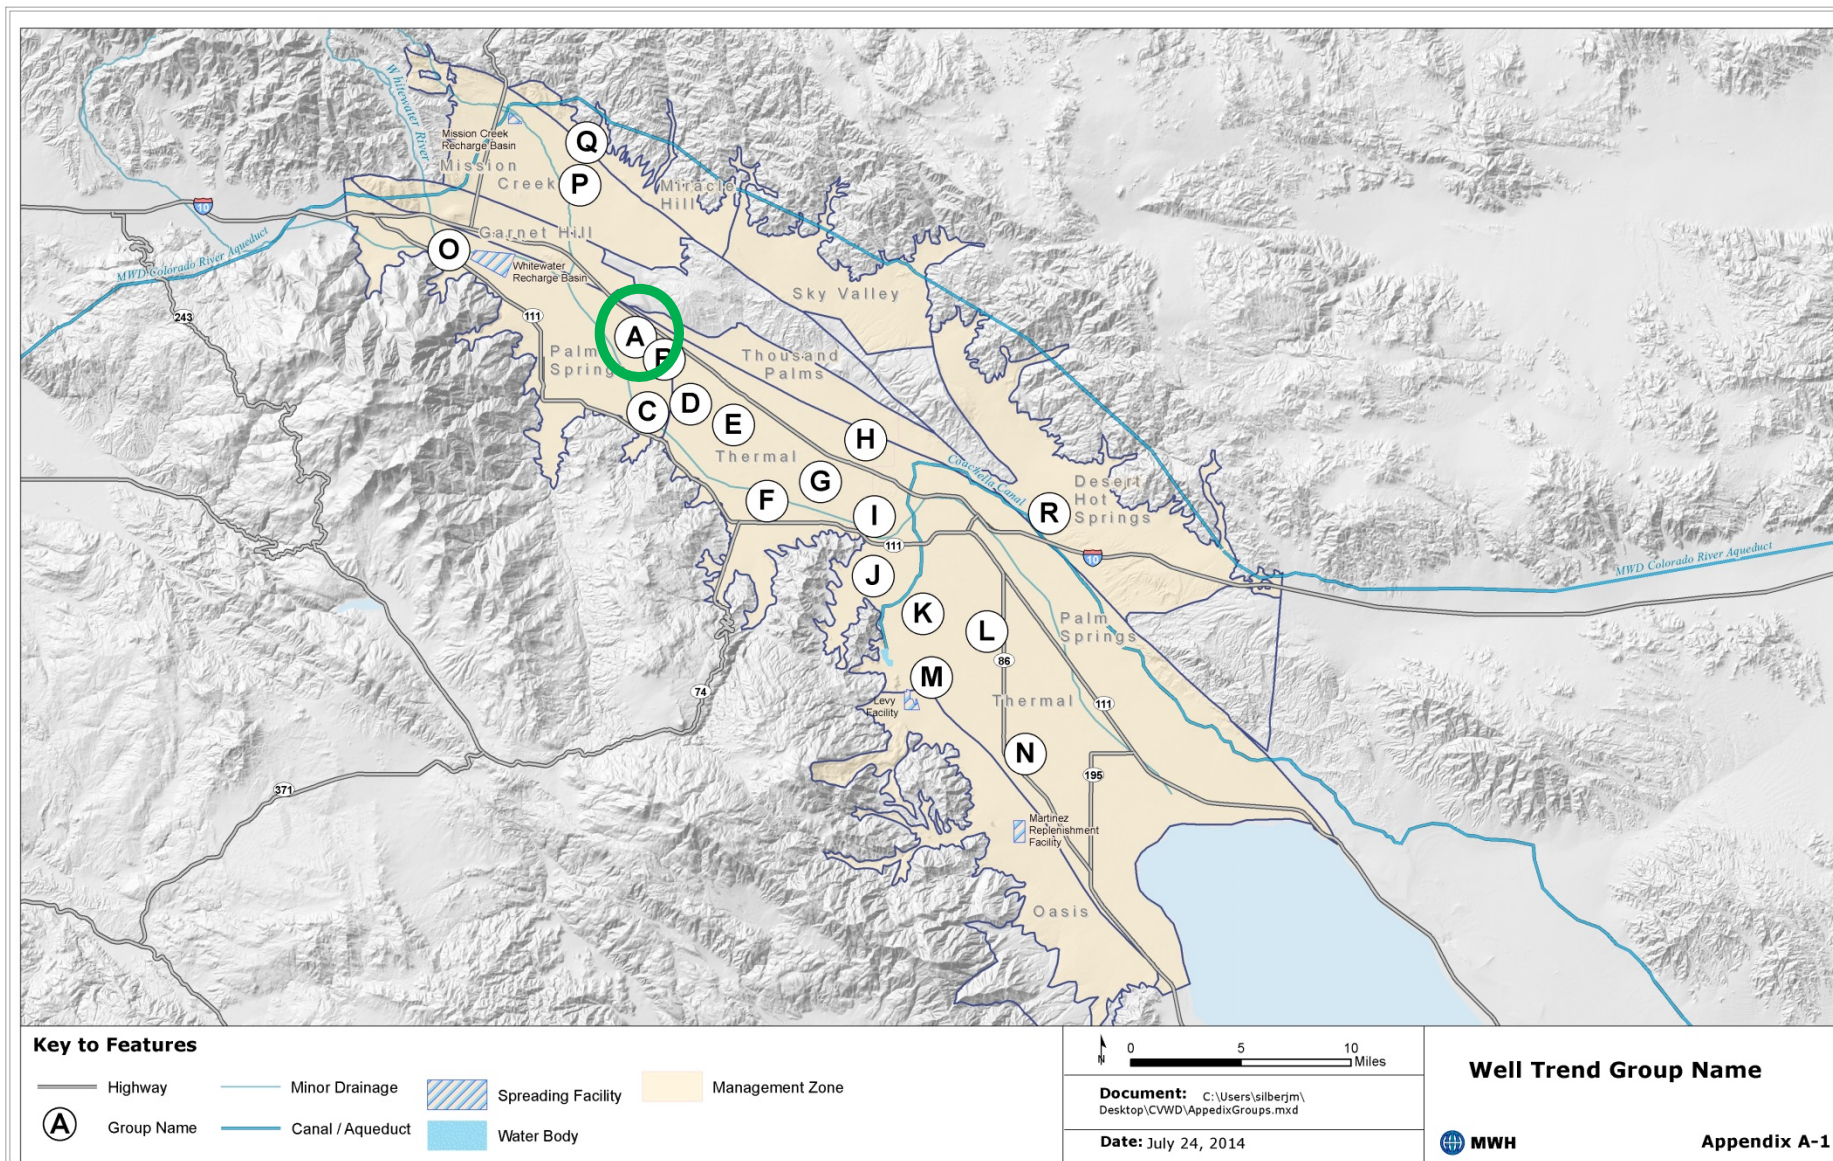 Whitewater River
Mission Creek
Recharge Basin
Mission
Creek
Q
P
Miracle
Hill
10
Garnet Hill
O
MWD Colorado River Aqueduct
Whitewater
Recharge Basin
Sky Valley
243
111
A
Palm
Spring
Thousand
Palms
C
D
E
H
Thermal
Coachella Canal
G
F
I
R
Desert
Hot
Springs
111
10
MWD Colorado River Aqueduct
J
K
L
Palm
Springs
86
M
74
Levy
Facility
Thermal
111
N
195
371
Martinez
Replenishment
Facility
Oasis
Key to Features
Highway
Minor Drainage
Spreading Facility
Management Zone
A
Group Name
Canal / Aqueduct
Water Body
N
0 5 10
Miles
Document: C:\Users\silberjm\
Desktop\CVWD\AppedixGroups.mxd
Date: July 24, 2014
Well Trend Group Name
MWH
Appendix A-1